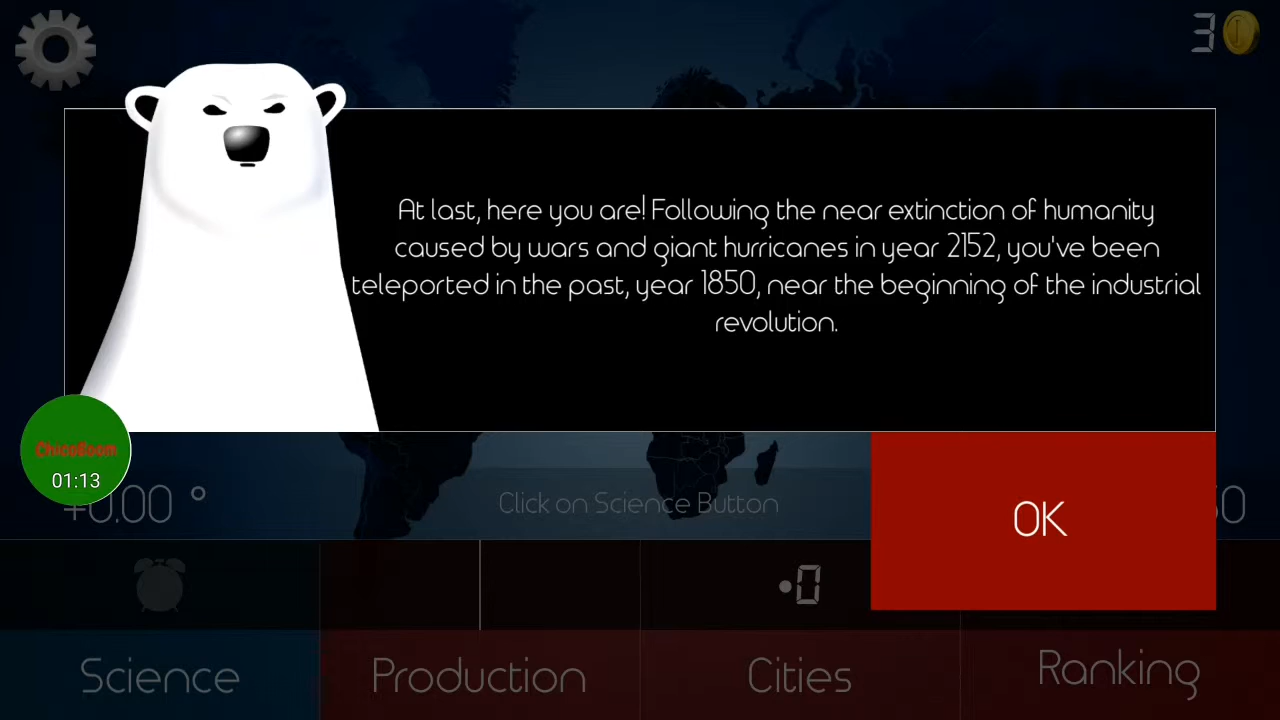 3
At last, here you are! Following the near extinction of humanity
caused by wars and giant hurricanes in year 2152, you've been
teleported in the past, year 1850, near the beginning of the industrial
revolution.
ChicoBoom
01:13
+0.00 °
Click on Science Button
OK
50
•0
Science
Production
Cities
Ranking